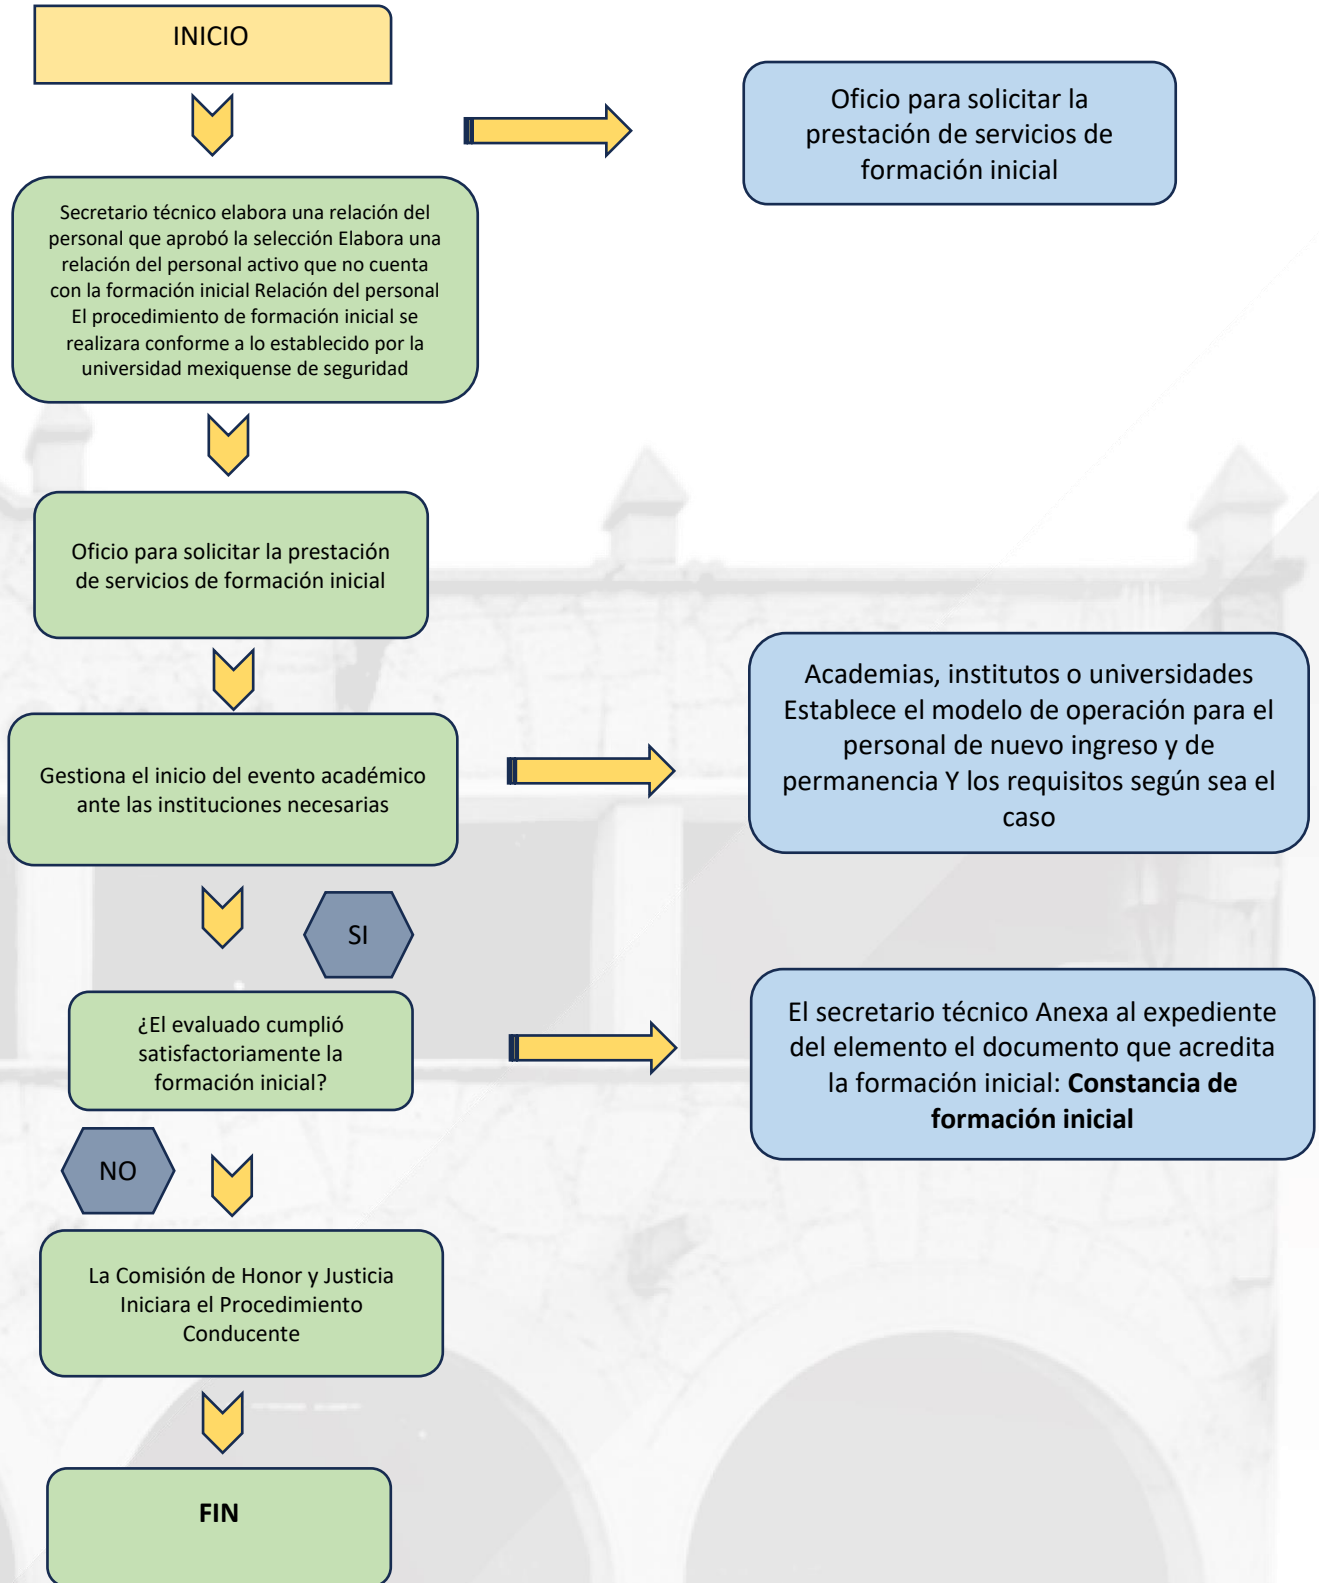 INICIO
Oficio para solicitar la
prestación de servicios de
formación inicial
Secretario técnico elabora una relación del
personal que aprobó la selección Elabora una
relación del personal activo que no cuenta
con la formación inicial Relación del personal
El procedimiento de formación inicial se
realizara conforme a lo establecido por la
universidad mexiquense de seguridad
Oficio para solicitar la prestación
de servicios de formación inicial
Gestiona el inicio del evento académico
ante las instituciones necesarias
Academias, institutos o universidades
Establece el modelo de operación para el
personal de nuevo ingreso y de
permanencia Y los requisitos según sea el
caso
SI
¿El evaluado cumplió
satisfactoriamente la
formación inicial?
El secretario técnico Anexa al expediente
del elemento el documento que acredita
la formación inicial: Constancia de
formación inicial
NO
La Comisión de Honor y Justicia
Iniciara el Procedimiento
Conducente
FIN